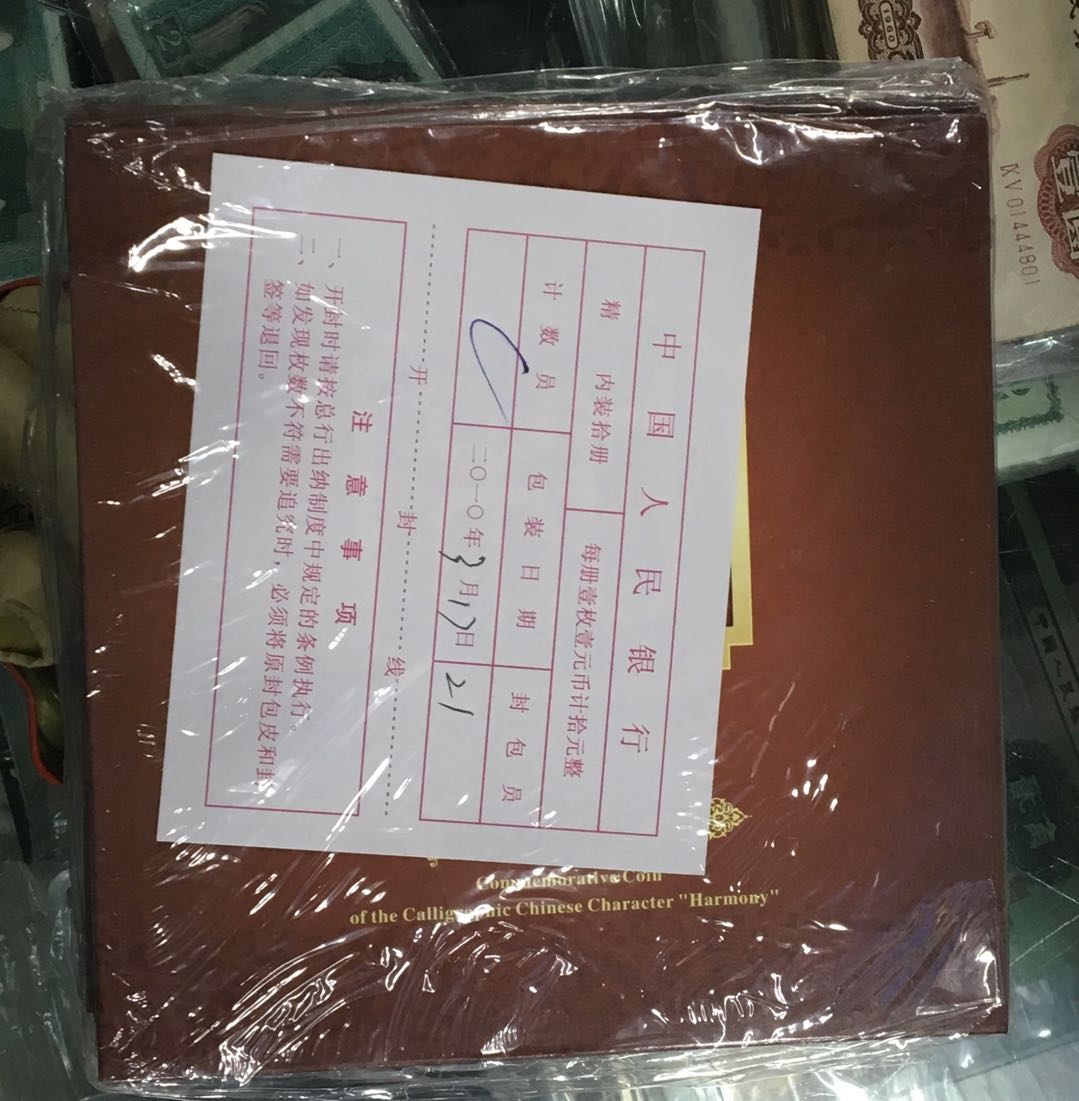 中国人民银行
精 内装拾册 每册壹枚壹元币计拾元整
计数员 包装日期 封包员
二〇一〇年3月17日 21
开 封 线
注意事项
一、开封时请按总行出纳制度中规定的条例执行。
二、如发现枚数不符需要追究时，必须将原封包皮和封
签等退回。
Commemorative Coin
of the Calligraphic Chinese Character "Harmony"
KV0144480
1960
2